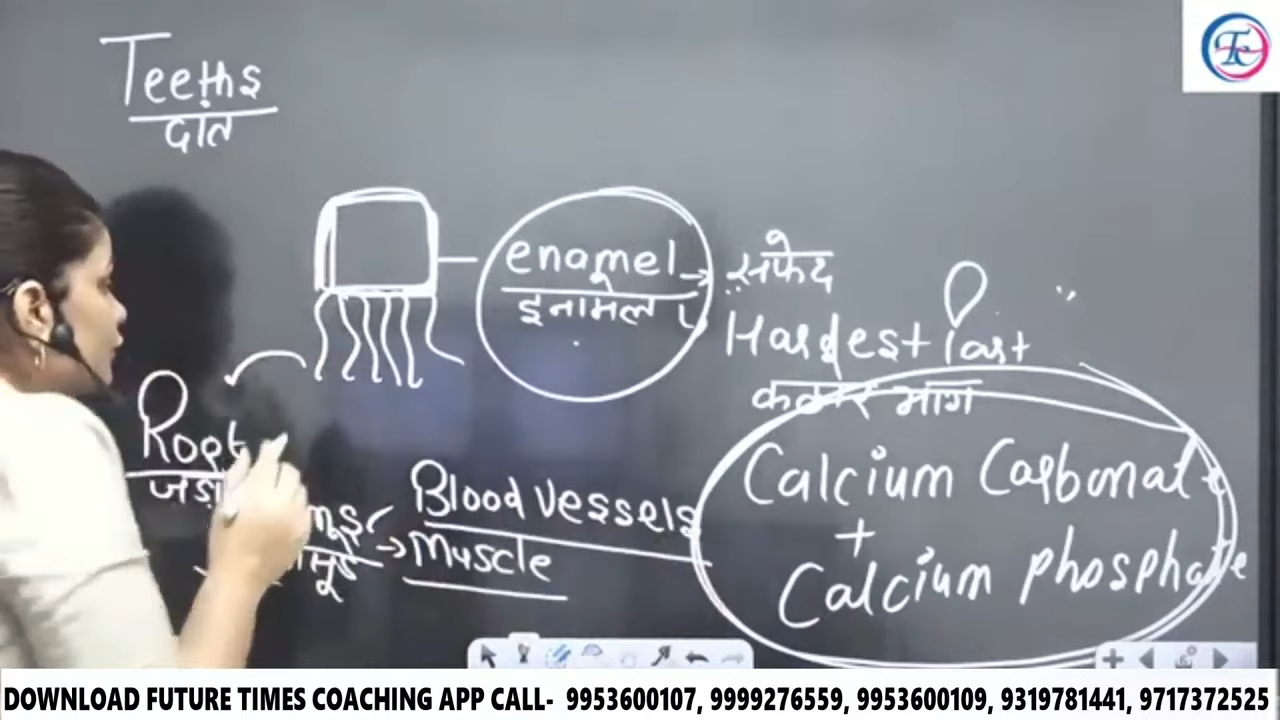 Teeths
दांत
enamel → सफेद
इनामेल
Hardest Part
कठोर भाग
Root
Calcium Carbonate
+
Calcium phosphate
Blood vessels
→ Muscle
Tc
DOWNLOAD FUTURE TIMES COACHING APP CALL- 9953600107, 9999276559, 9953600109, 9319781441, 9717372525